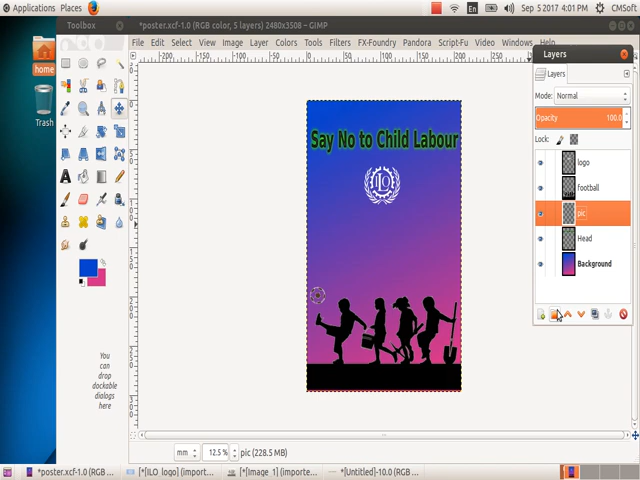 Applications Places
En
Sep 5 2017 4:01 PM
CMSoft
Toolbox
*poster.xcf-1.0 (RGB color, 5 layers) 2480x3508 – GIMP
File Edit Select View Image Layer Colors Tools Filters FX-Foundry Pandora Script-Fu Video Windows
home
Trash
Layers
Layers
Mode: Normal
Opacity 100.0
Lock:
logo
football
pic
Head
Background
Say No to Child Labour
ILO
You
can
drop
dockable
dialogs
here
mm 12.5 % pic (228.5 MB)
*poster.xcf-1.0 (RGB ... [*[ILO_logo] (import... [*[Image_1] (importe... *[Untitled]-10.0 (RGB...